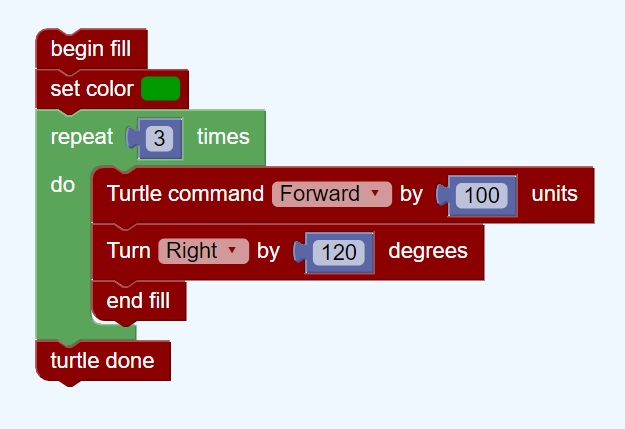 begin fill
set color
repeat 3 times
do
Turtle command Forward by 100 units
Turn Right by 120 degrees
end fill
turtle done